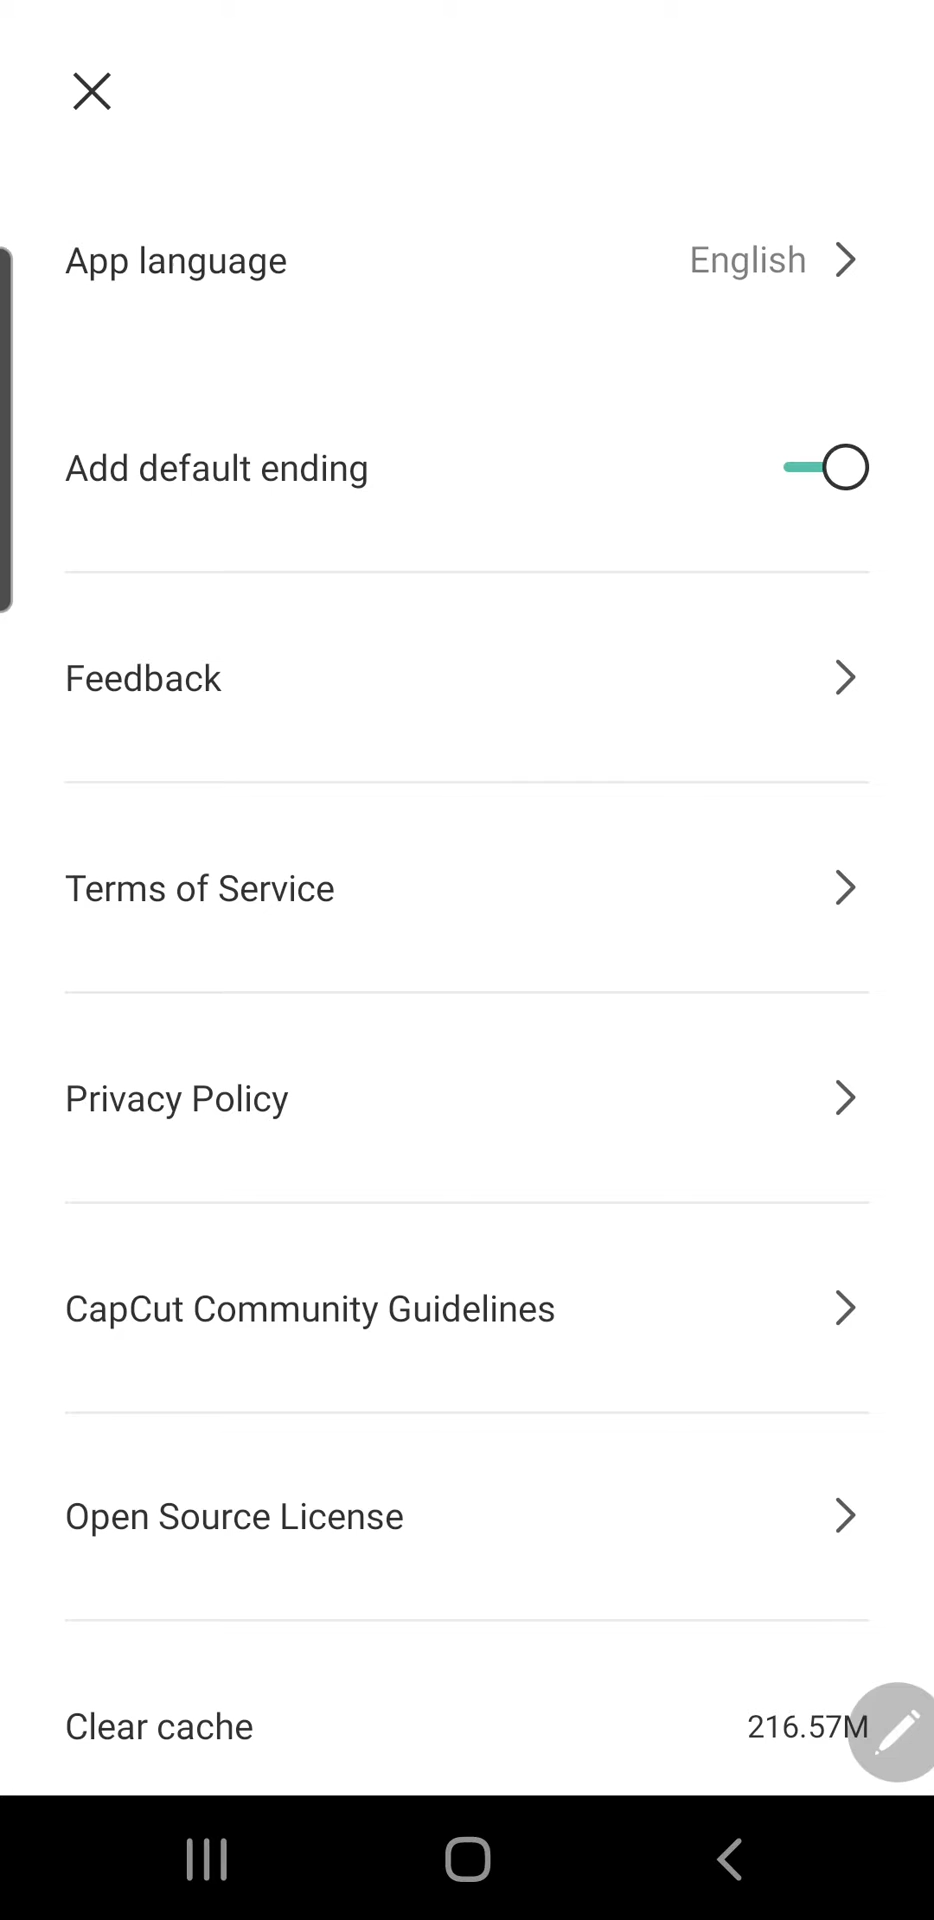 App language
English
Add default ending
Feedback
Terms of Service
Privacy Policy
CapCut Community Guidelines
Open Source License
Clear cache
216.57M